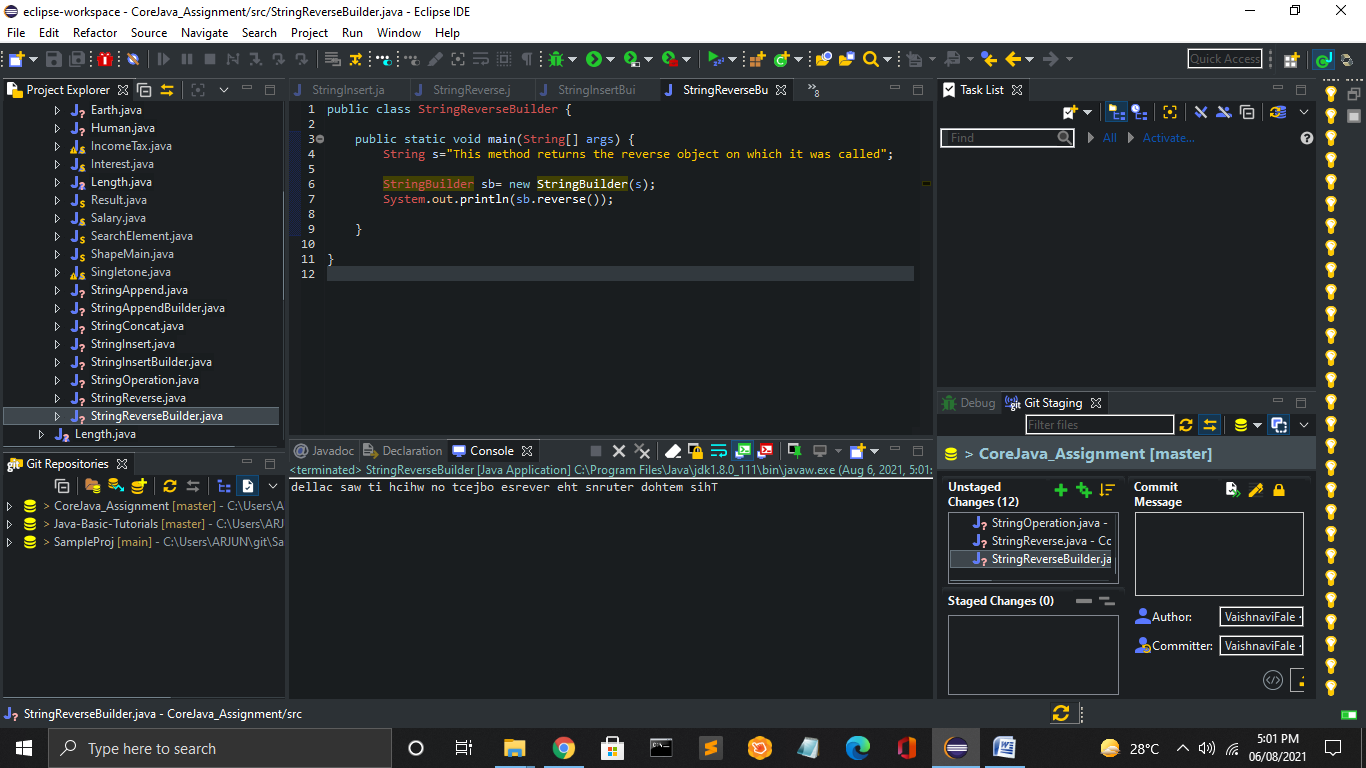 eclipse-workspace - CoreJava_Assignment/src/StringReverseBuilder.java - Eclipse IDE
File Edit Refactor Source Navigate Search Project Run Window Help
Quick Access
Project Explorer
Earth.java
Human.java
IncomeTax.java
Interest.java
Length.java
Result.java
Salary.java
SearchElement.java
ShapeMain.java
Singletone.java
StringAppend.java
StringAppendBuilder.java
StringConcat.java
StringInsert.java
StringInsertBuilder.java
StringOperation.java
StringReverse.java
StringReverseBuilder.java
Length.java
Git Repositories
> CoreJava_Assignment [master] - C:\Users\A
> Java-Basic-Tutorials [master] - C:\Users\ARJ
> SampleProj [main] - C:\Users\ARJUN\git\Sa
StringInsert.ja StringReverse.j StringInsertBui StringReverseBu »8
1 public class StringReverseBuilder {
2
3 public static void main(String[] args) {
4 String s="This method returns the reverse object on which it was called";
5
6 StringBuilder sb= new StringBuilder(s);
7 System.out.println(sb.reverse());
8
9 }
10
11 }
12
Javadoc Declaration Console
<terminated> StringReverseBuilder [Java Application] C:\Program Files\Java\jdk1.8.0_111\bin\javaw.exe (Aug 6, 2021, 5:01:
dellac saw ti hcihw no tcejbo esrever eht snruter dohtem sihT
Task List
Find All Activate...
Debug Git Staging
Filter files
> CoreJava_Assignment [master]
Unstaged Changes (12)
StringOperation.java -
StringReverse.java - Co
StringReverseBuilder.ja
Staged Changes (0)
Commit Message
Author: VaishnaviFale
Committer: VaishnaviFale
StringReverseBuilder.java - CoreJava_Assignment/src
Type here to search
28°C
5:01 PM
06/08/2021